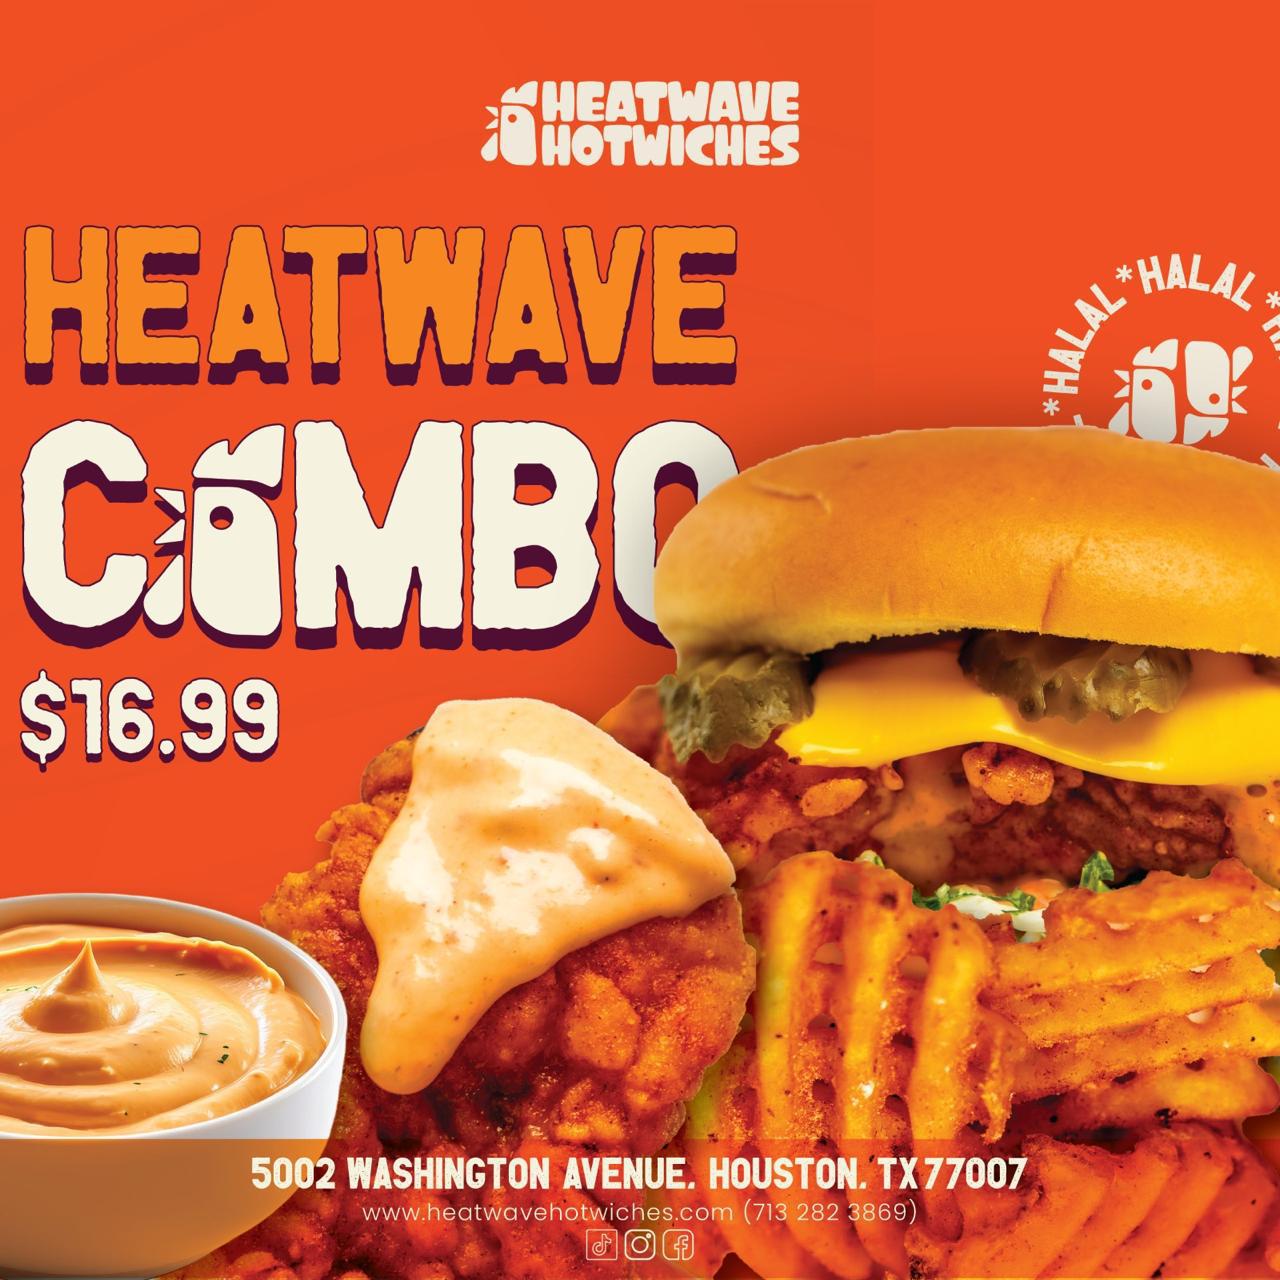 HEATWAVE
HOTWICHES
HEATWAVE
COMBO
$16.99
*HALAL *HALAL *
5002 WASHINGTON AVENUE. HOUSTON. TX 77007
www.heatwavehotwiches.com (713 282 3869)